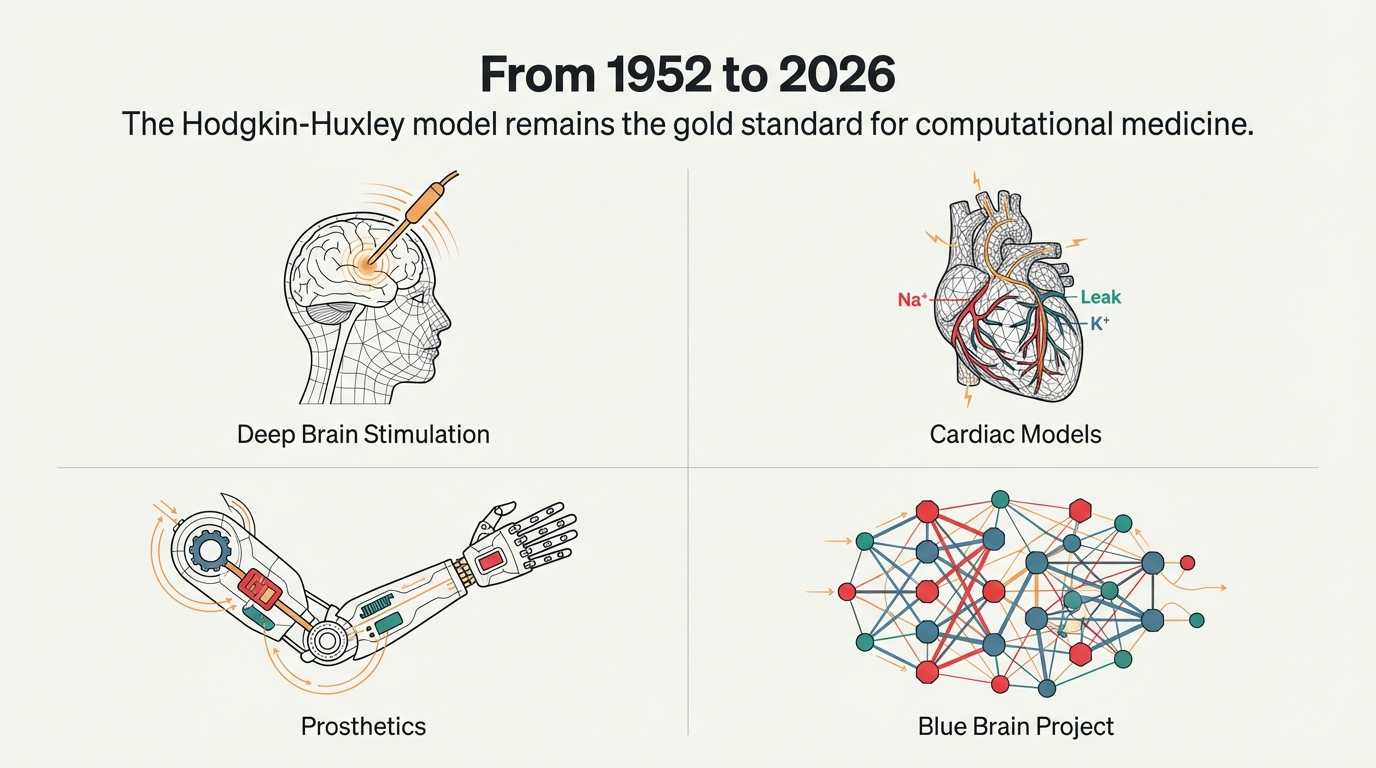 From 1952 to 2026
The Hodgkin-Huxley model remains the gold standard for computational medicine.
Deep Brain Stimulation
Na⁺
Leak
K⁺
Cardiac Models
Prosthetics
Blue Brain Project